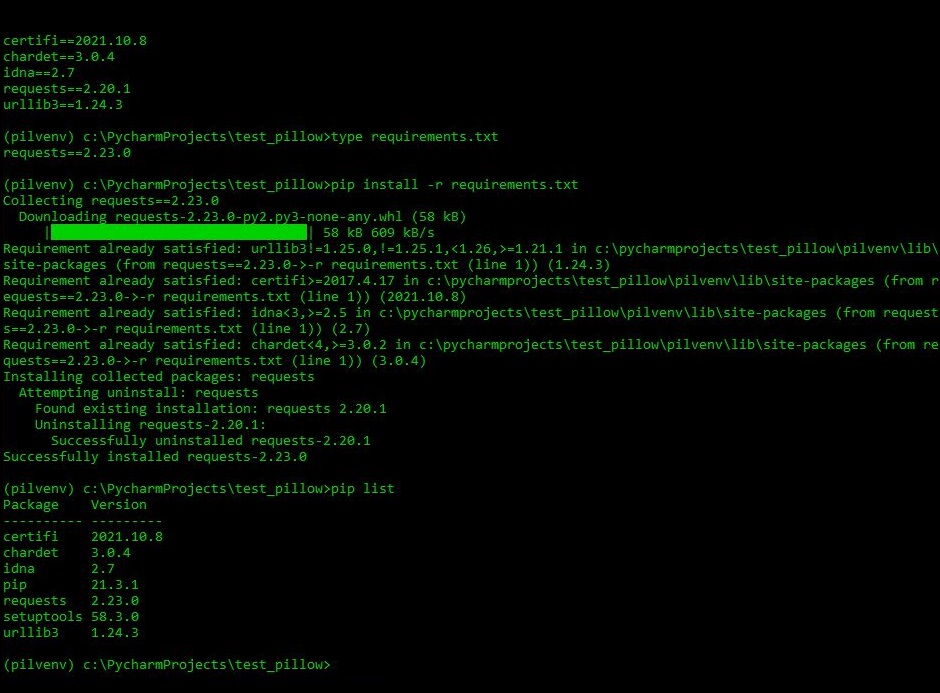 certifi==2021.10.8
chardet==3.0.4
idna==2.7
requests==2.20.1
urllib3==1.24.3
(pilvenv) c:\PycharmProjects\test_pillow>type requirements.txt
requests==2.23.0
(pilvenv) c:\PycharmProjects\test_pillow>pip install -r requirements.txt
Collecting requests==2.23.0
  Downloading requests-2.23.0-py2.py3-none-any.whl (58 kB)
     |████████████████████████████████| 58 kB 609 kB/s
Requirement already satisfied: urllib3!=1.25.0,!=1.25.1,<1.26,>=1.21.1 in c:\pycharmprojects\test_pillow\pilvenv\lib\
site-packages (from requests==2.23.0->-r requirements.txt (line 1)) (1.24.3)
Requirement already satisfied: certifi>=2017.4.17 in c:\pycharmprojects\test_pillow\pilvenv\lib\site-packages (from r
equests==2.23.0->-r requirements.txt (line 1)) (2021.10.8)
Requirement already satisfied: idna<3,>=2.5 in c:\pycharmprojects\test_pillow\pilvenv\lib\site-packages (from request
s==2.23.0->-r requirements.txt (line 1)) (2.7)
Requirement already satisfied: chardet<4,>=3.0.2 in c:\pycharmprojects\test_pillow\pilvenv\lib\site-packages (from re
quests==2.23.0->-r requirements.txt (line 1)) (3.0.4)
Installing collected packages: requests
  Attempting uninstall: requests
    Found existing installation: requests 2.20.1
    Uninstalling requests-2.20.1:
      Successfully uninstalled requests-2.20.1
Successfully installed requests-2.23.0
(pilvenv) c:\PycharmProjects\test_pillow>pip list
Package    Version
---------- ---------
certifi    2021.10.8
chardet    3.0.4
idna       2.7
pip        21.3.1
requests   2.23.0
setuptools 58.3.0
urllib3    1.24.3
(pilvenv) c:\PycharmProjects\test_pillow>